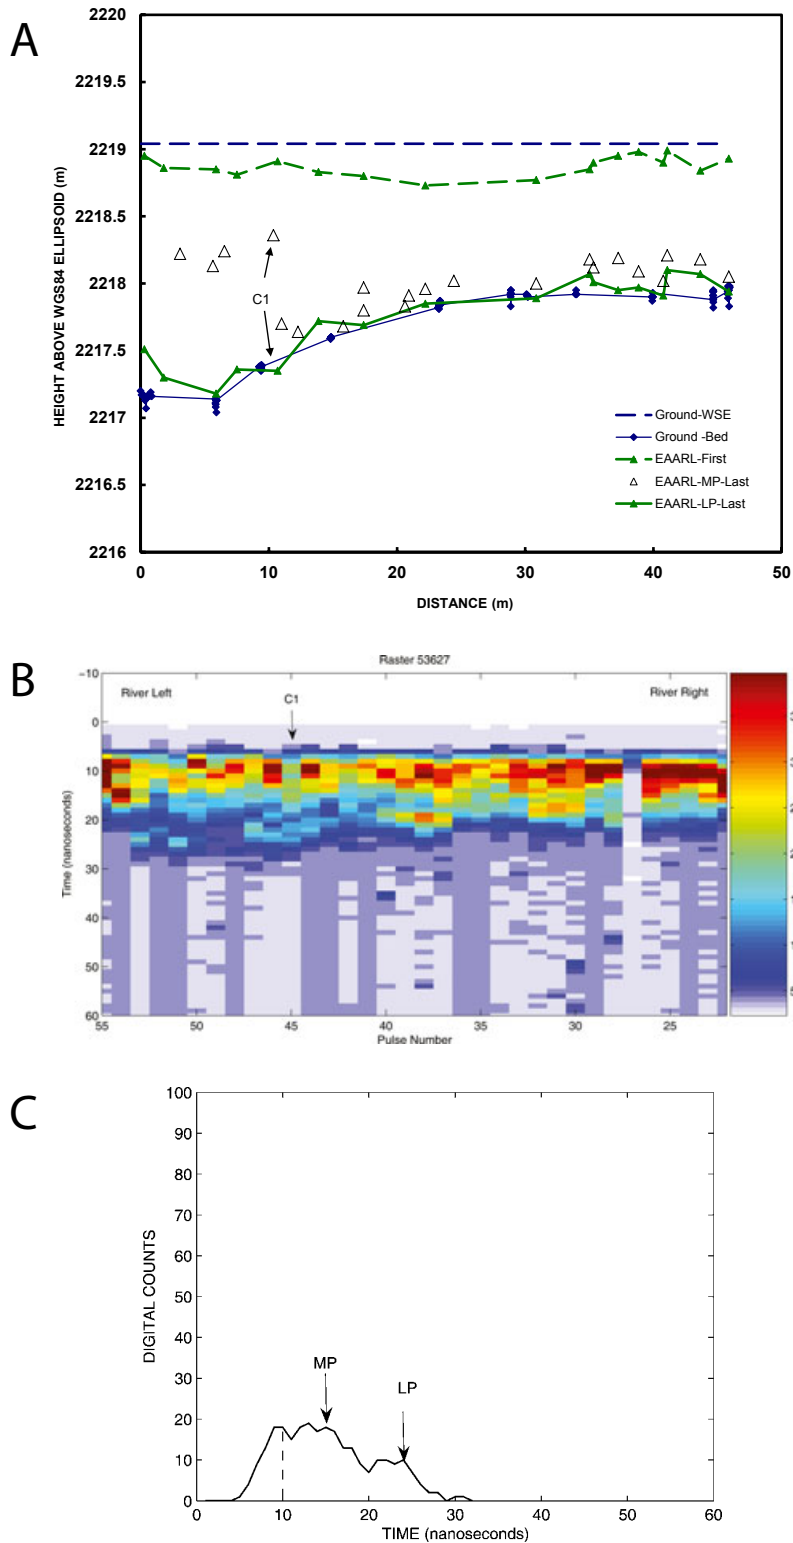 A
2220
2219.5
2219
2218.5
2218
2217.5
2217
2216.5
2216
HEIGHT ABOVE WGS84 ELLIPSOID (m)
C1
Ground-WSE
Ground -Bed
EAARL-First
EAARL-MP-Last
EAARL-LP-Last
0 10 20 30 40 50
DISTANCE (m)
B
Raster 53627
-10
0
10
20
30
40
50
60
Time (nanoseconds)
River Left
C1
River Right
55 50 45 40 35 30 25
Pulse Number
C
100
90
80
70
60
50
40
30
20
10
0
DIGITAL COUNTS
MP
LP
0 10 20 30 40 50 60
TIME (nanoseconds)